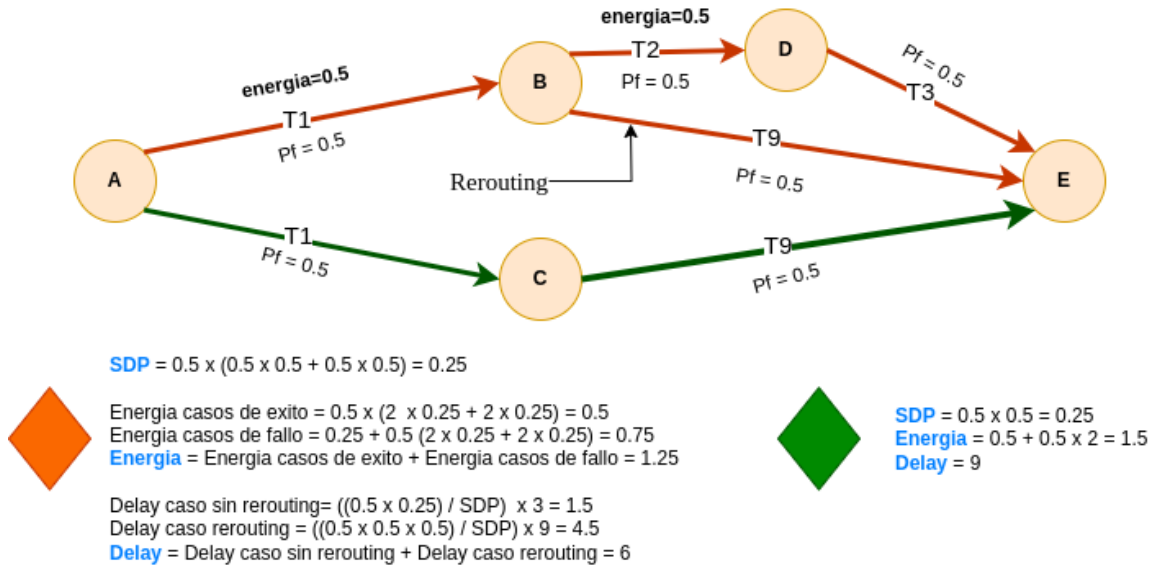 energia=0.5
D
T2
Pf = 0.5
B
energia=0.5
T1
Pf = 0.5
Pf = 0.5
T3
T9
Pf = 0.5
Rerouting
A
E
T1
Pf = 0.5
T9
Pf = 0.5
C
SDP = 0.5 x (0.5 x 0.5 + 0.5 x 0.5) = 0.25
Energia casos de exito = 0.5 x (2 x 0.25 + 2 x 0.25) = 0.5
Energia casos de fallo = 0.25 + 0.5 (2 x 0.25 + 2 x 0.25) = 0.75
Energia = Energia casos de exito + Energia casos de fallo = 1.25
Delay caso sin rerouting= ((0.5 x 0.25) / SDP) x 3 = 1.5
Delay caso rerouting = ((0.5 x 0.5 x 0.5) / SDP) x 9 = 4.5
Delay = Delay caso sin rerouting + Delay caso rerouting = 6
SDP = 0.5 x 0.5 = 0.25
Energia = 0.5 + 0.5 x 2 = 1.5
Delay = 9